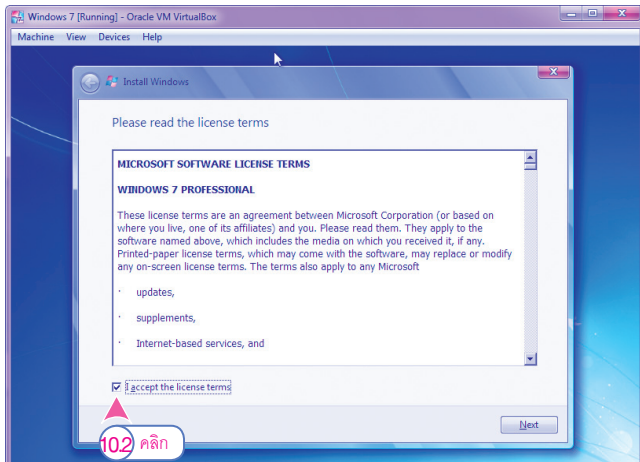 Windows 7 [Running] - Oracle VM VirtualBox
Machine View Devices Help
Install Windows
Please read the license terms
MICROSOFT SOFTWARE LICENSE TERMS
WINDOWS 7 PROFESSIONAL
These license terms are an agreement between Microsoft Corporation (or based on
where you live, one of its affiliates) and you. Please read them. They apply to the
software named above, which includes the media on which you received it, if any.
Printed-paper license terms, which may come with the software, may replace or modify
any on-screen license terms. The terms also apply to any Microsoft
· updates,
· supplements,
· Internet-based services, and
I accept the license terms
Next
10.2 คลิก